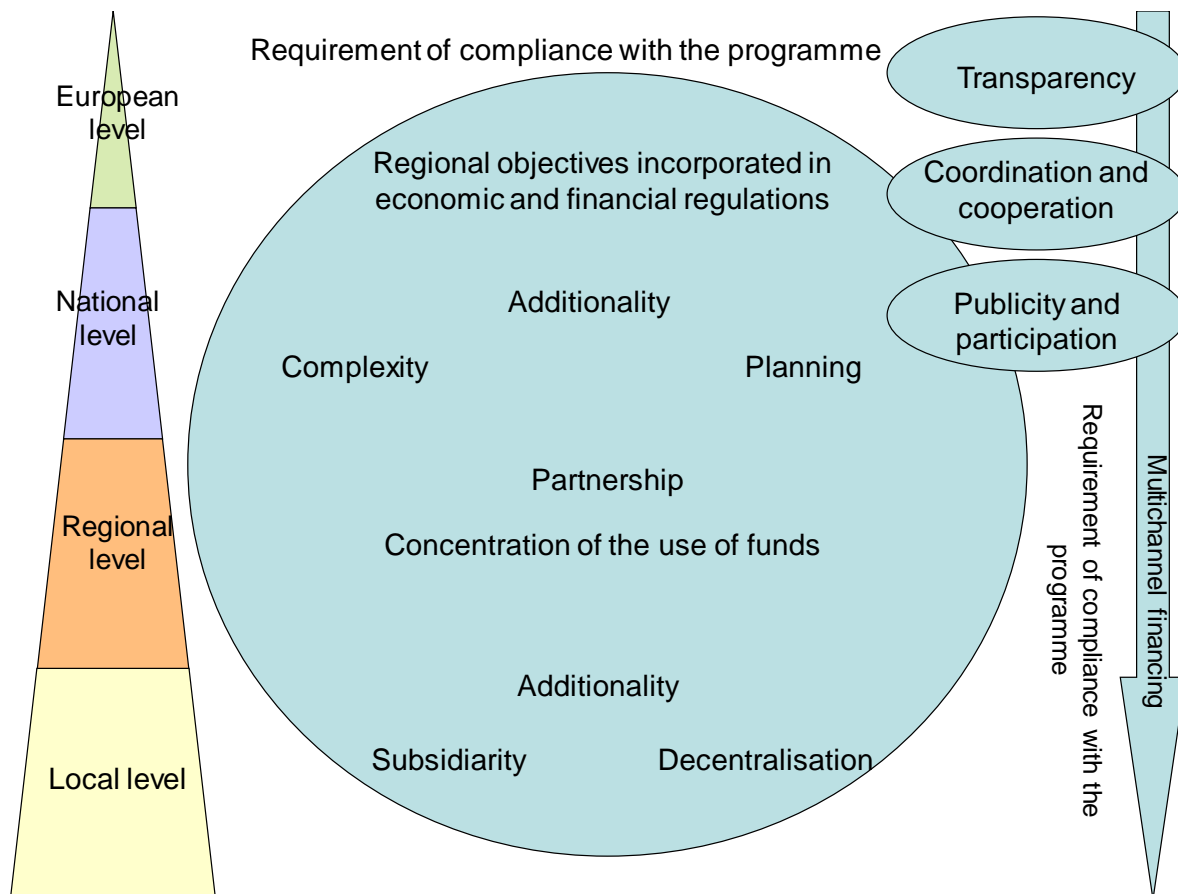 Requirement of compliance with the programme
Transparency
European
level
Regional objectives incorporated in
economic and financial regulations
Coordination and
cooperation
National
level
Additionality
Publicity and
participation
Complexity
Planning
Partnership
Regional
level
Concentration of the use of funds
Requirement of compliance with the
programme
Multichannel financing
Additionality
Subsidiarity
Decentralisation
Local level